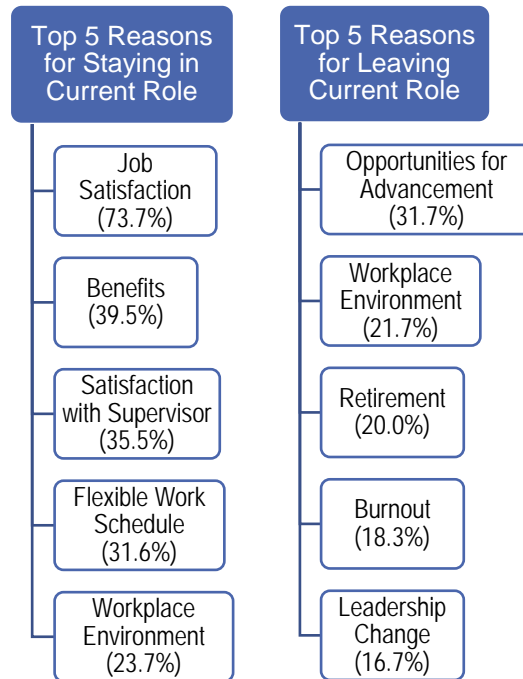 Top 5 Reasons
for Staying in
Current Role
Job
Satisfaction
(73.7%)
Benefits
(39.5%)
Satisfaction
with Supervisor
(35.5%)
Flexible Work
Schedule
(31.6%)
Workplace
Environment
(23.7%)
Top 5 Reasons
for Leaving
Current Role
Opportunities for
Advancement
(31.7%)
Workplace
Environment
(21.7%)
Retirement
(20.0%)
Burnout
(18.3%)
Leadership
Change
(16.7%)